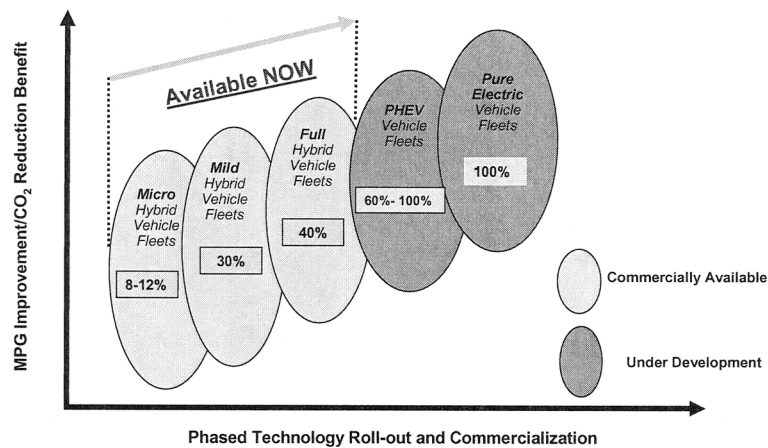 MPG Improvement/CO₂ Reduction Benefit
Available NOW
Micro
Hybrid
Vehicle
Fleets
8-12%
Mild
Hybrid
Vehicle
Fleets
30%
Full
Hybrid
Vehicle
Fleets
40%
PHEV
Vehicle
Fleets
60%- 100%
Pure
Electric
Vehicle
Fleets
100%
Commercially Available
Under Development
Phased Technology Roll-out and Commercialization